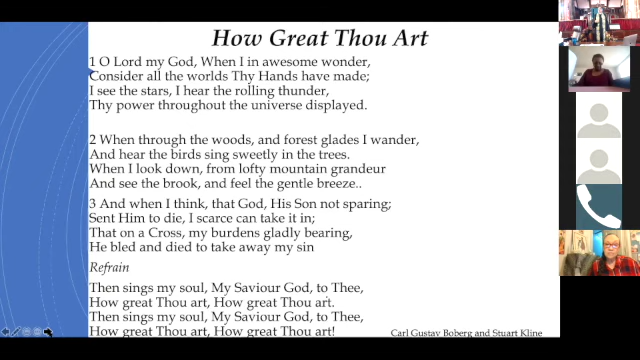 How Great Thou Art
1 O Lord my God, When I in awesome wonder,
Consider all the worlds Thy Hands have made;
I see the stars, I hear the rolling thunder,
Thy power throughout the universe displayed.
2 When through the woods, and forest glades I wander,
And hear the birds sing sweetly in the trees.
When I look down, from lofty mountain grandeur
And see the brook, and feel the gentle breeze..
3 And when I think, that God, His Son not sparing;
Sent Him to die, I scarce can take it in;
That on a Cross, my burdens gladly bearing,
He bled and died to take away my sin
Refrain
Then sings my soul, My Saviour God, to Thee,
How great Thou art, How great Thou art.
Then sings my soul, My Saviour God, to Thee,
How great Thou art, How great Thou art!
Carl Gustav Boberg and Stuart Kline